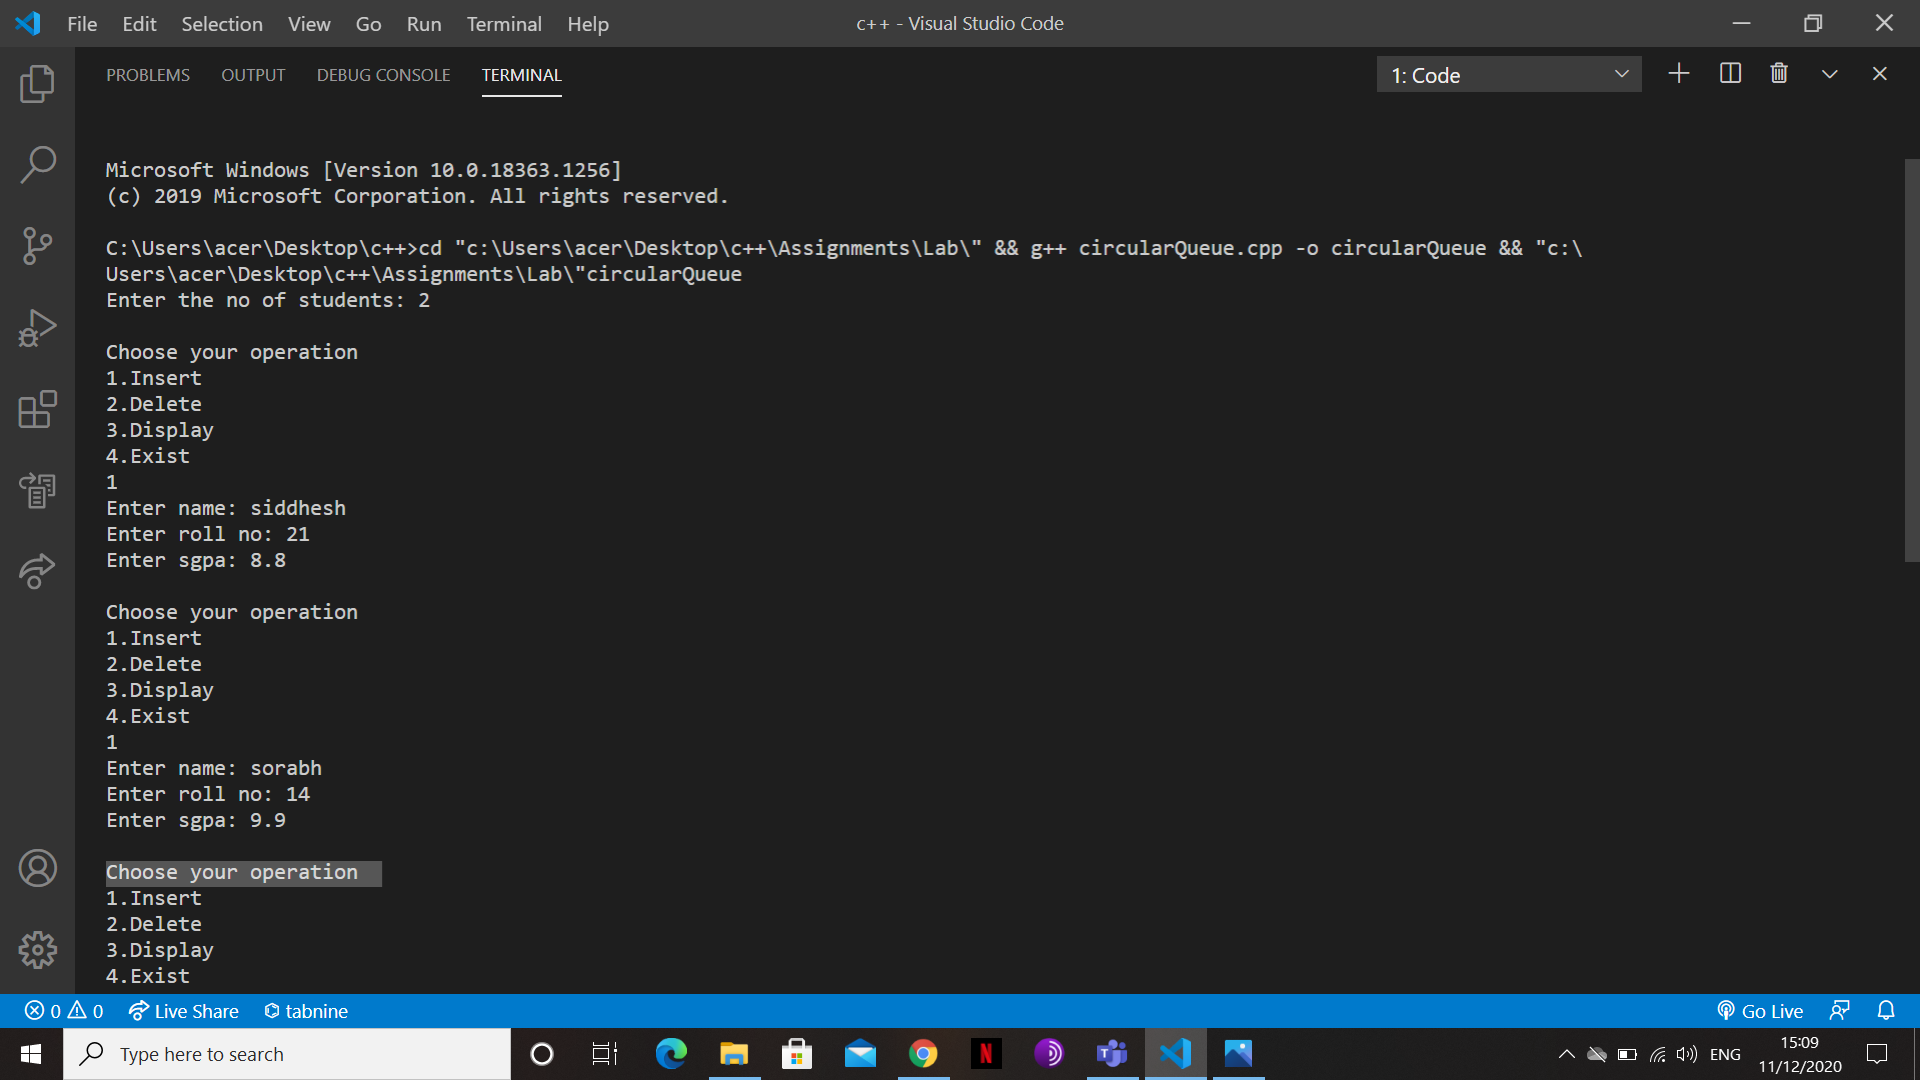 File Edit Selection View Go Run Terminal Help
c++ - Visual Studio Code
PROBLEMS OUTPUT DEBUG CONSOLE TERMINAL
1: Code
Microsoft Windows [Version 10.0.18363.1256]
(c) 2019 Microsoft Corporation. All rights reserved.
C:\Users\acer\Desktop\c++>cd "c:\Users\acer\Desktop\c++\Assignments\Lab\" && g++ circularQueue.cpp -o circularQueue && "c:\
Users\acer\Desktop\c++\Assignments\Lab\"circularQueue
Enter the no of students: 2
Choose your operation
1.Insert
2.Delete
3.Display
4.Exist
1
Enter name: siddhesh
Enter roll no: 21
Enter sgpa: 8.8
Choose your operation
1.Insert
2.Delete
3.Display
4.Exist
1
Enter name: sorabh
Enter roll no: 14
Enter sgpa: 9.9
Choose your operation
1.Insert
2.Delete
3.Display
4.Exist
0 0 Live Share tabnine
Go Live
Type here to search
N
T
ENG
15:09
11/12/2020